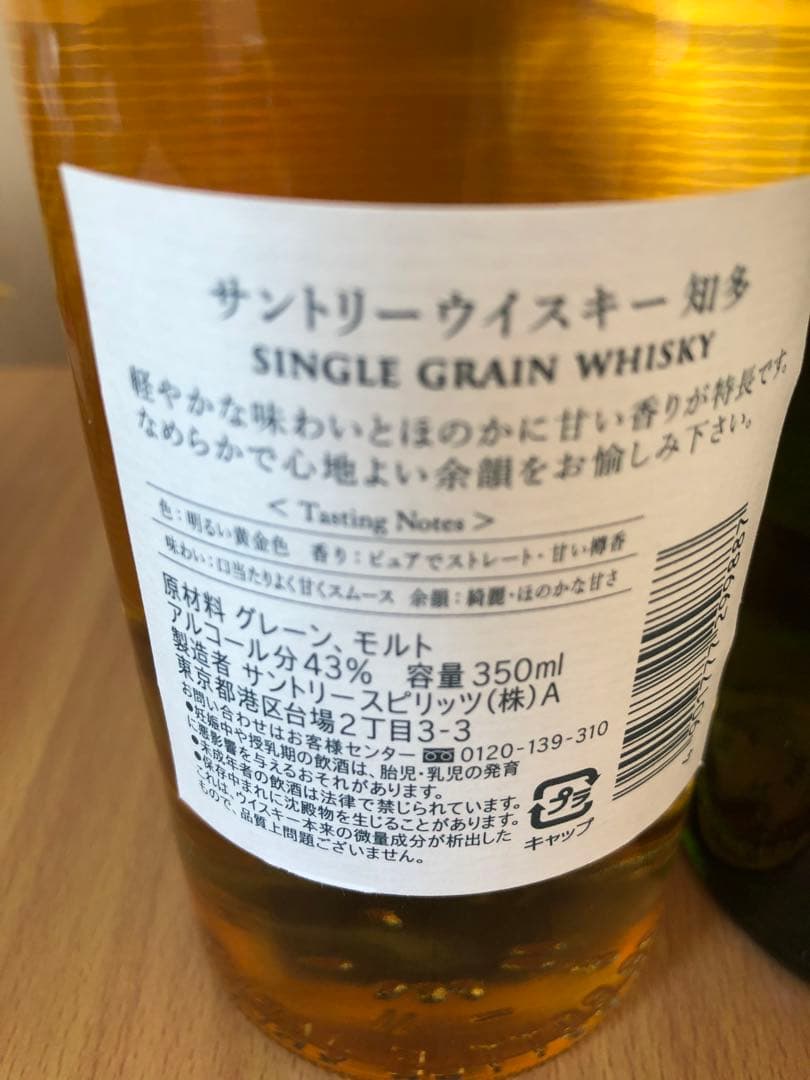 サントリーウイスキー 知多
SINGLE GRAIN WHISKY
軽やかな味わいとほのかに甘い香りが特長です。
なめらかで心地よい余韻をお愉しみ下さい。
< Tasting Notes >
色：明るい黄金色 香り：ピュアでストレート・甘い樽香
味わい：口当たりよく甘くスムース 余韻：綺麗・ほのかな甘さ
原材料 グレーン、モルト
アルコール分43% 容量350ml
製造者 サントリースピリッツ(株)A
東京都港区台場2丁目3-3
お問い合わせはお客様センター 0120-139-310
●妊娠中や授乳期の飲酒は、胎児・乳児の発育
に悪影響を与えるおそれがあります。
●未成年者の飲酒は法律で禁じられています。
●保存中まれに沈殿物を生じることがあります。
これは、ウイスキー本来の微量成分が析出した
もので、品質上問題ございません。
プラ
キャップ